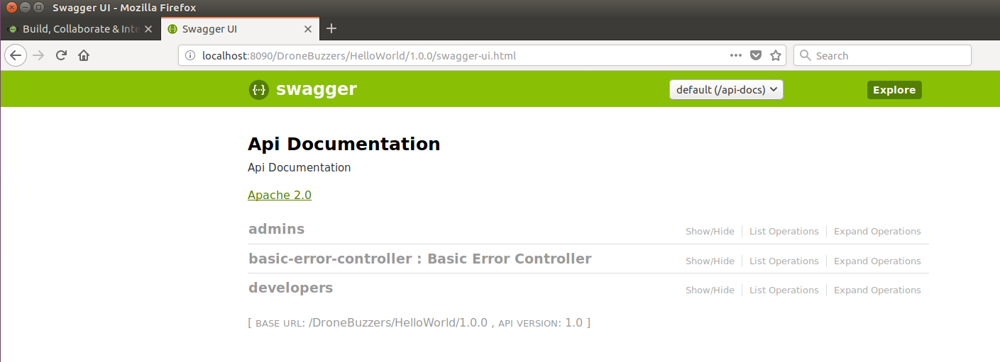 Swagger UI - Mozilla Firefox
Build, Collaborate & Inte
Swagger UI
localhost:8090/DroneBuzzers/HelloWorld/1.0.0/swagger-ui.html
Search
{··} swagger
default (/api-docs)
Explore
Api Documentation
Api Documentation
Apache 2.0
admins Show/Hide List Operations Expand Operations
basic-error-controller : Basic Error Controller Show/Hide List Operations Expand Operations
developers Show/Hide List Operations Expand Operations
[ BASE URL: /DroneBuzzers/HelloWorld/1.0.0 , API VERSION: 1.0 ]